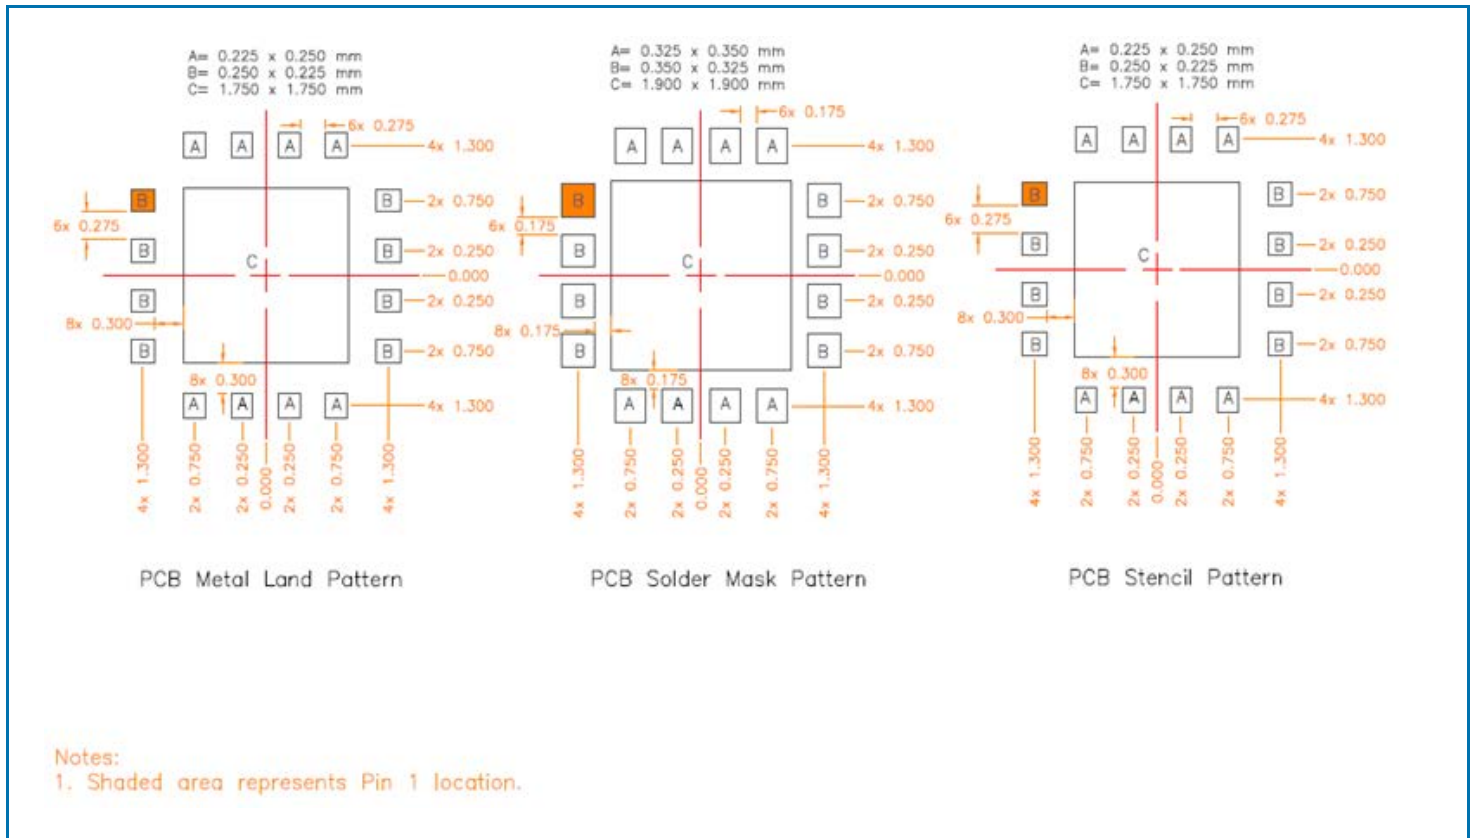 A= 0.225 x 0.250 mm
B= 0.250 x 0.225 mm
C= 1.750 x 1.750 mm
6x 0.275
A A A A
4x 1.300
B
B
2x 0.750
6x 0.275
B
B
2x 0.250
C
0.000
B
B
2x 0.250
8x 0.300
B
B
2x 0.750
8x 0.300
A A A A
4x 1.300
4x 1.300
2x 0.750
2x 0.250
0.000
2x 0.250
2x 0.750
4x 1.300
PCB Metal Land Pattern
A= 0.325 x 0.350 mm
B= 0.350 x 0.325 mm
C= 1.900 x 1.900 mm
6x 0.175
A A A A
4x 1.300
B
B
2x 0.750
6x 0.175
B
B
2x 0.250
C
0.000
B
B
2x 0.250
8x 0.175
B
B
2x 0.750
8x 0.175
A A A A
4x 1.300
4x 1.300
2x 0.750
2x 0.250
0.000
2x 0.250
2x 0.750
4x 1.300
PCB Solder Mask Pattern
A= 0.225 x 0.250 mm
B= 0.250 x 0.225 mm
C= 1.750 x 1.750 mm
6x 0.275
A A A A
4x 1.300
B
B
2x 0.750
6x 0.275
B
B
2x 0.250
C
0.000
B
B
2x 0.250
8x 0.300
B
B
2x 0.750
8x 0.300
A A A A
4x 1.300
4x 1.300
2x 0.750
2x 0.250
0.000
2x 0.250
2x 0.750
4x 1.300
PCB Stencil Pattern
Notes:
1. Shaded area represents Pin 1 location.